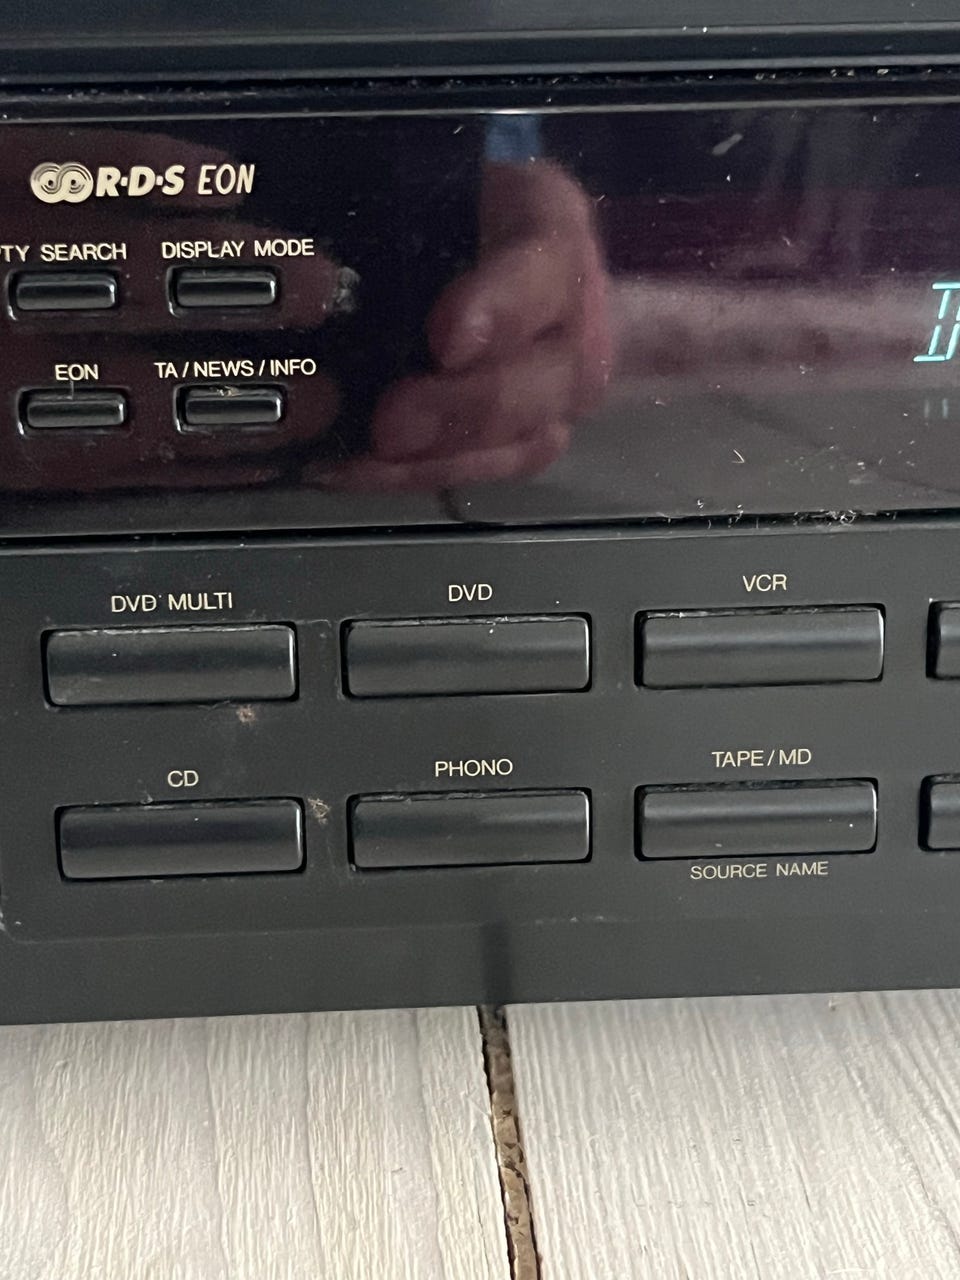 R·D·S EON
TY SEARCH DISPLAY MODE
EON TA / NEWS / INFO
DVD MULTI DVD VCR
CD PHONO TAPE / MD
SOURCE NAME